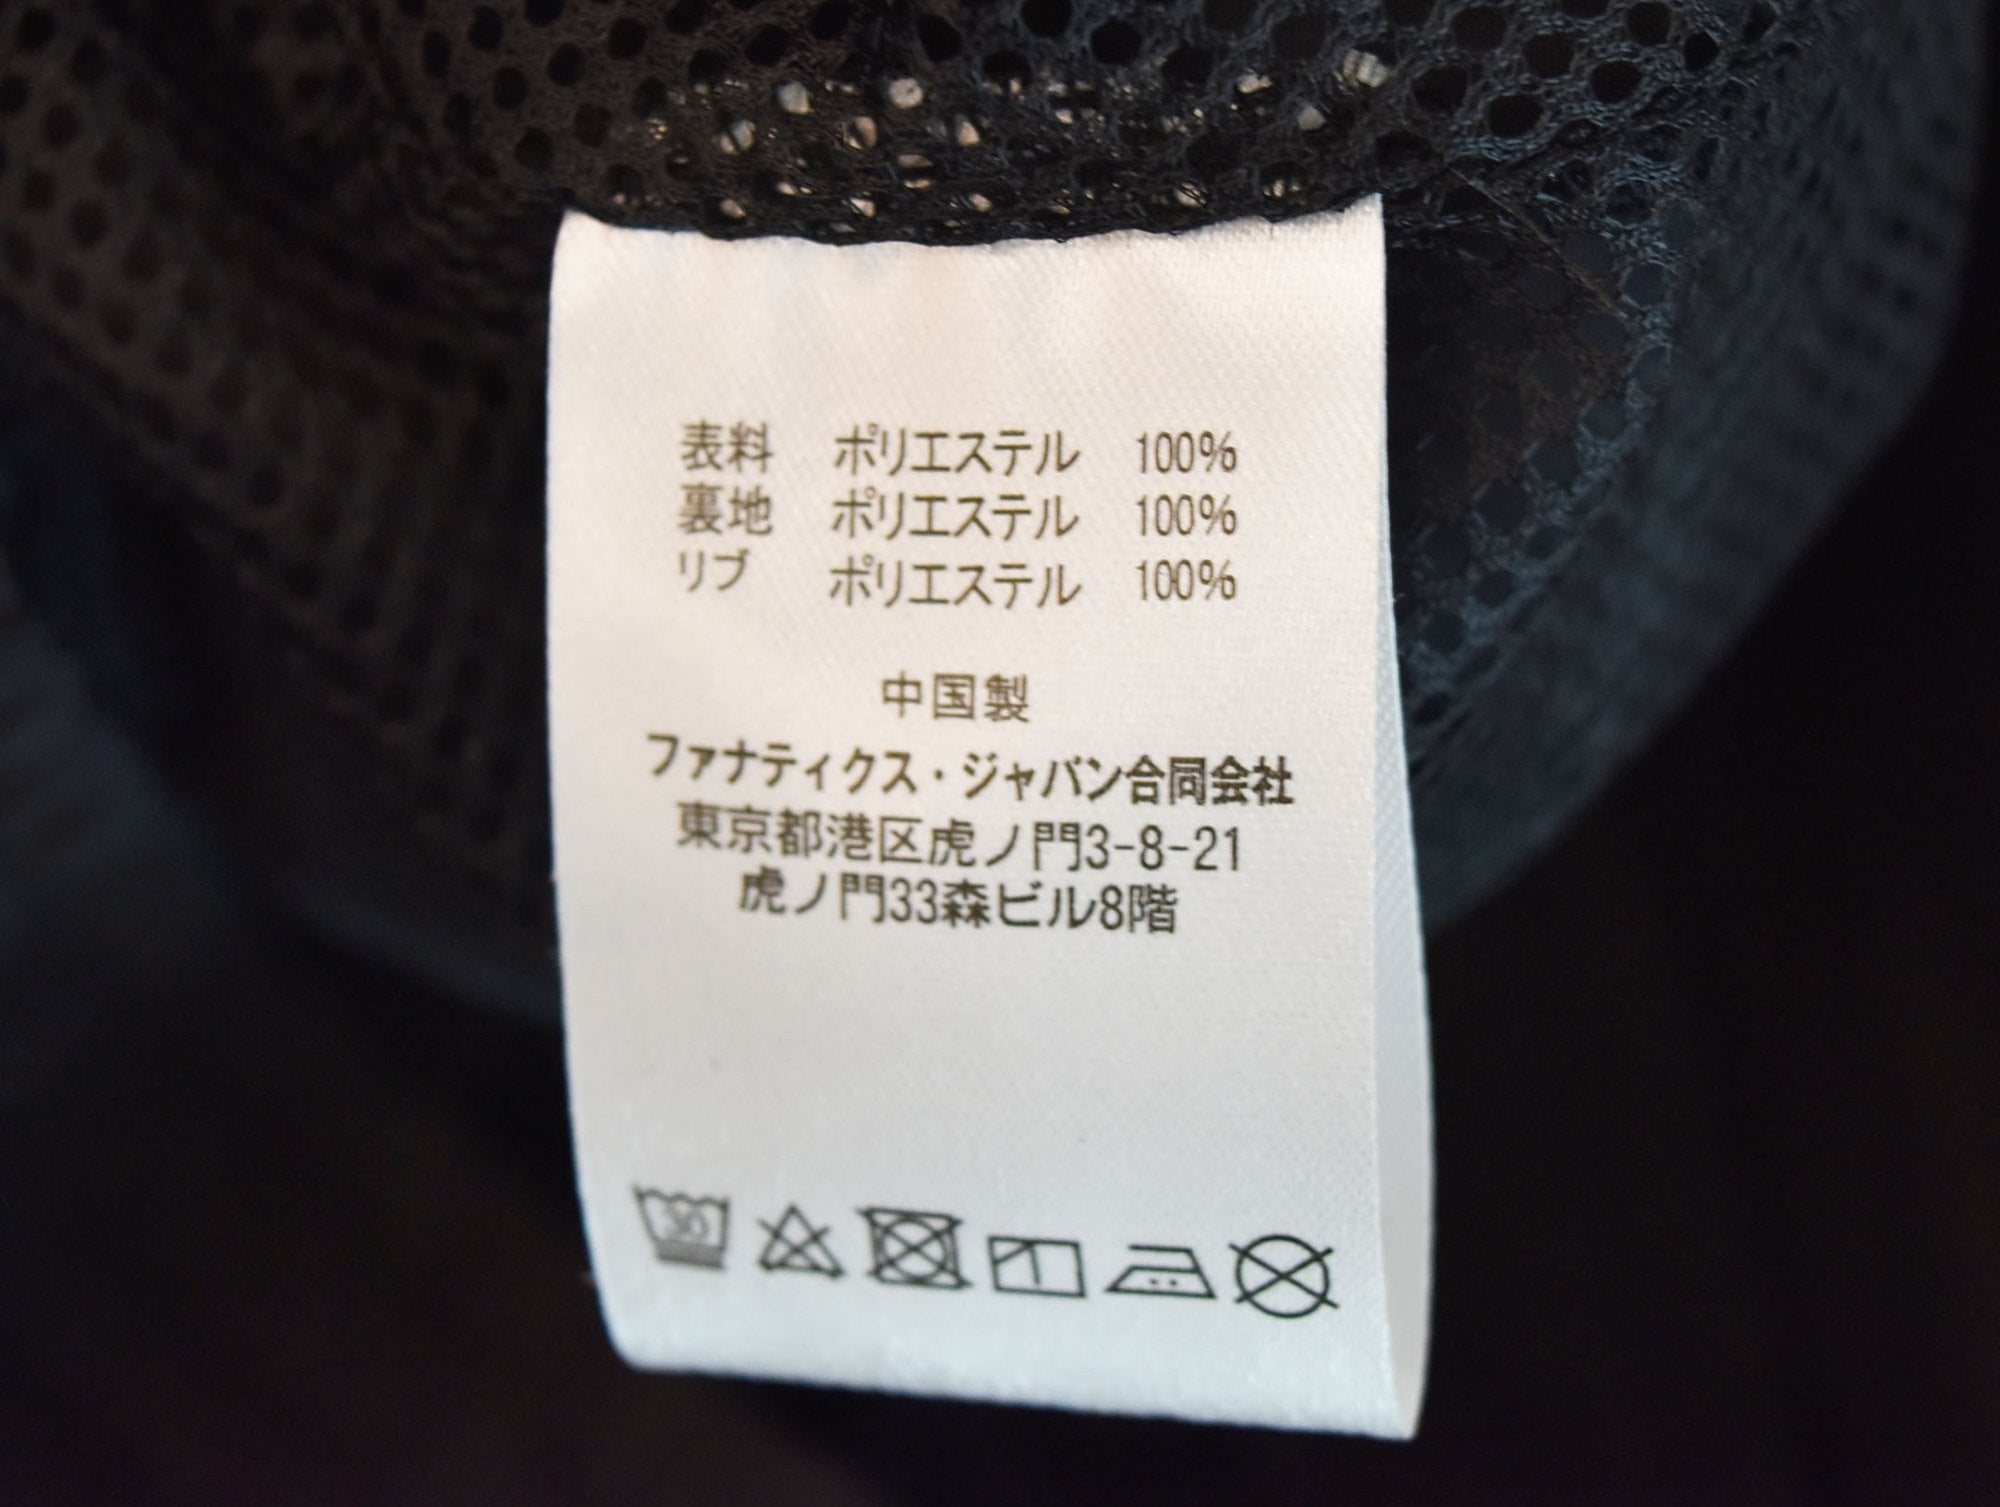 表料 ポリエステル 100%
裏地 ポリエステル 100%
リブ ポリエステル 100%
中国製
ファナティクス・ジャパン合同会社
東京都港区虎ノ門3-8-21
虎ノ門33森ビル8階
30